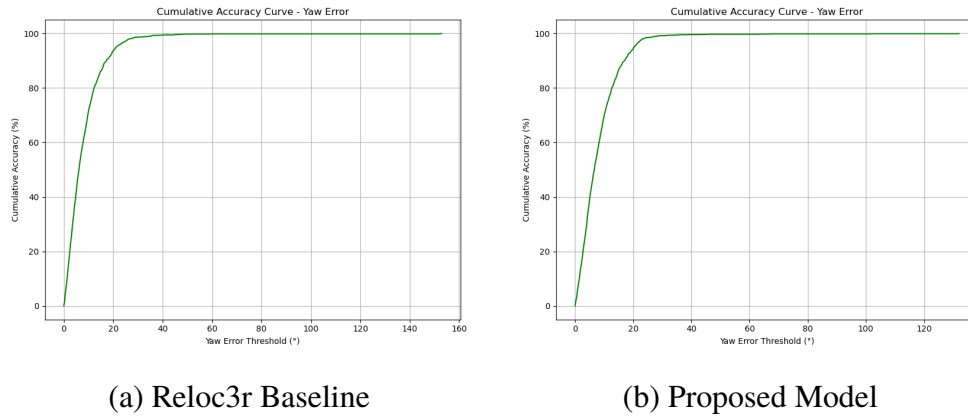 Cumulative Accuracy Curve - Yaw Error
100
80
60
40
20
0
Cumulative Accuracy (%)
0 20 40 60 80 100 120 140 160
Yaw Error Threshold (°)
(a) Reloc3r Baseline
Cumulative Accuracy Curve - Yaw Error
100
80
60
40
20
0
Cumulative Accuracy (%)
0 20 40 60 80 100 120
Yaw Error Threshold (°)
(b) Proposed Model